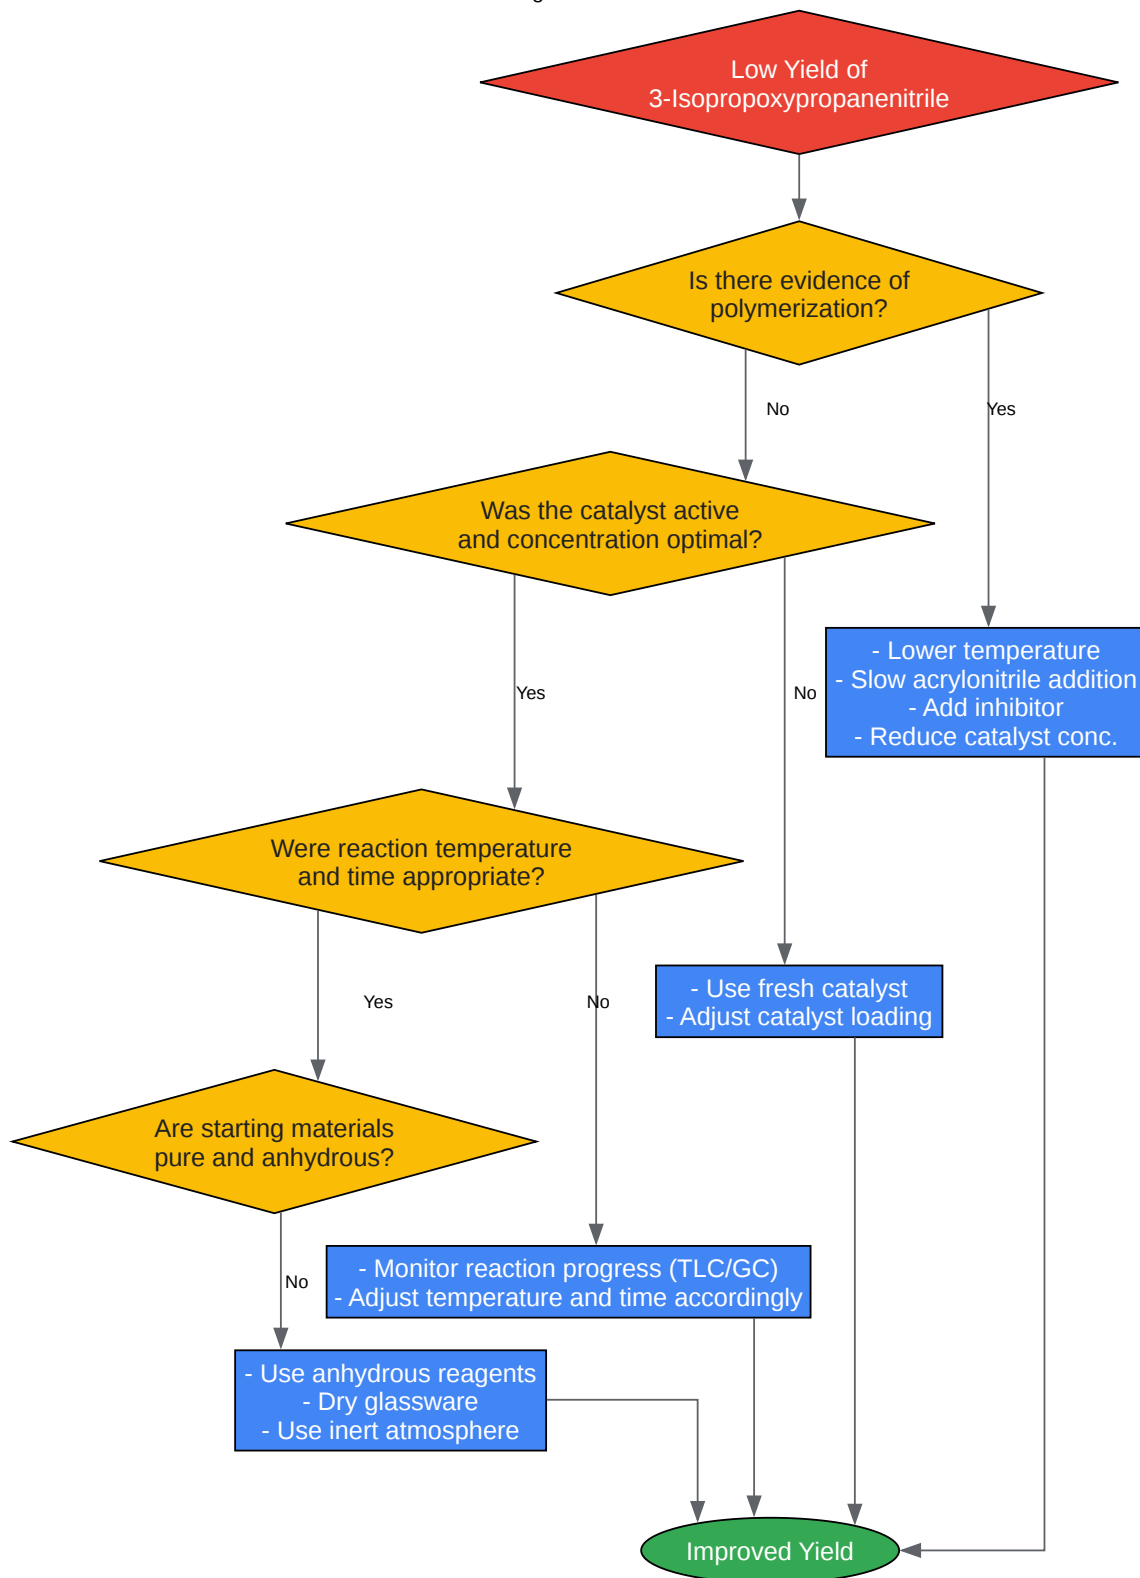 Low Yield of
3-Isopropoxypropanenitrile
Is there evidence of
polymerization?
No
Yes
Was the catalyst active
and concentration optimal?
- Lower temperature
- Slow acrylonitrile addition
- Add inhibitor
- Reduce catalyst conc.
Yes
No
Were reaction temperature
and time appropriate?
- Use fresh catalyst
- Adjust catalyst loading
Yes
No
Are starting materials
pure and anhydrous?
No
- Monitor reaction progress (TLC/GC)
- Adjust temperature and time accordingly
- Use anhydrous reagents
- Dry glassware
- Use inert atmosphere
Improved Yield